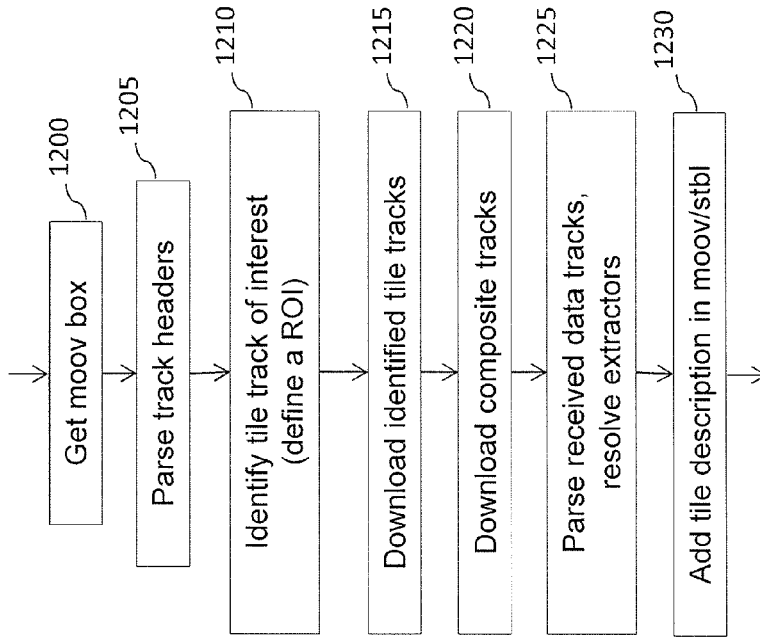 1200
Get moov box
1205
Parse track headers
1210
Identify tile track of interest
(define a ROI)
1215
Download identified tile tracks
1220
Download composite tracks
1225
Parse received data tracks,
resolve extractors
1230
Add tile description in moov/stbl